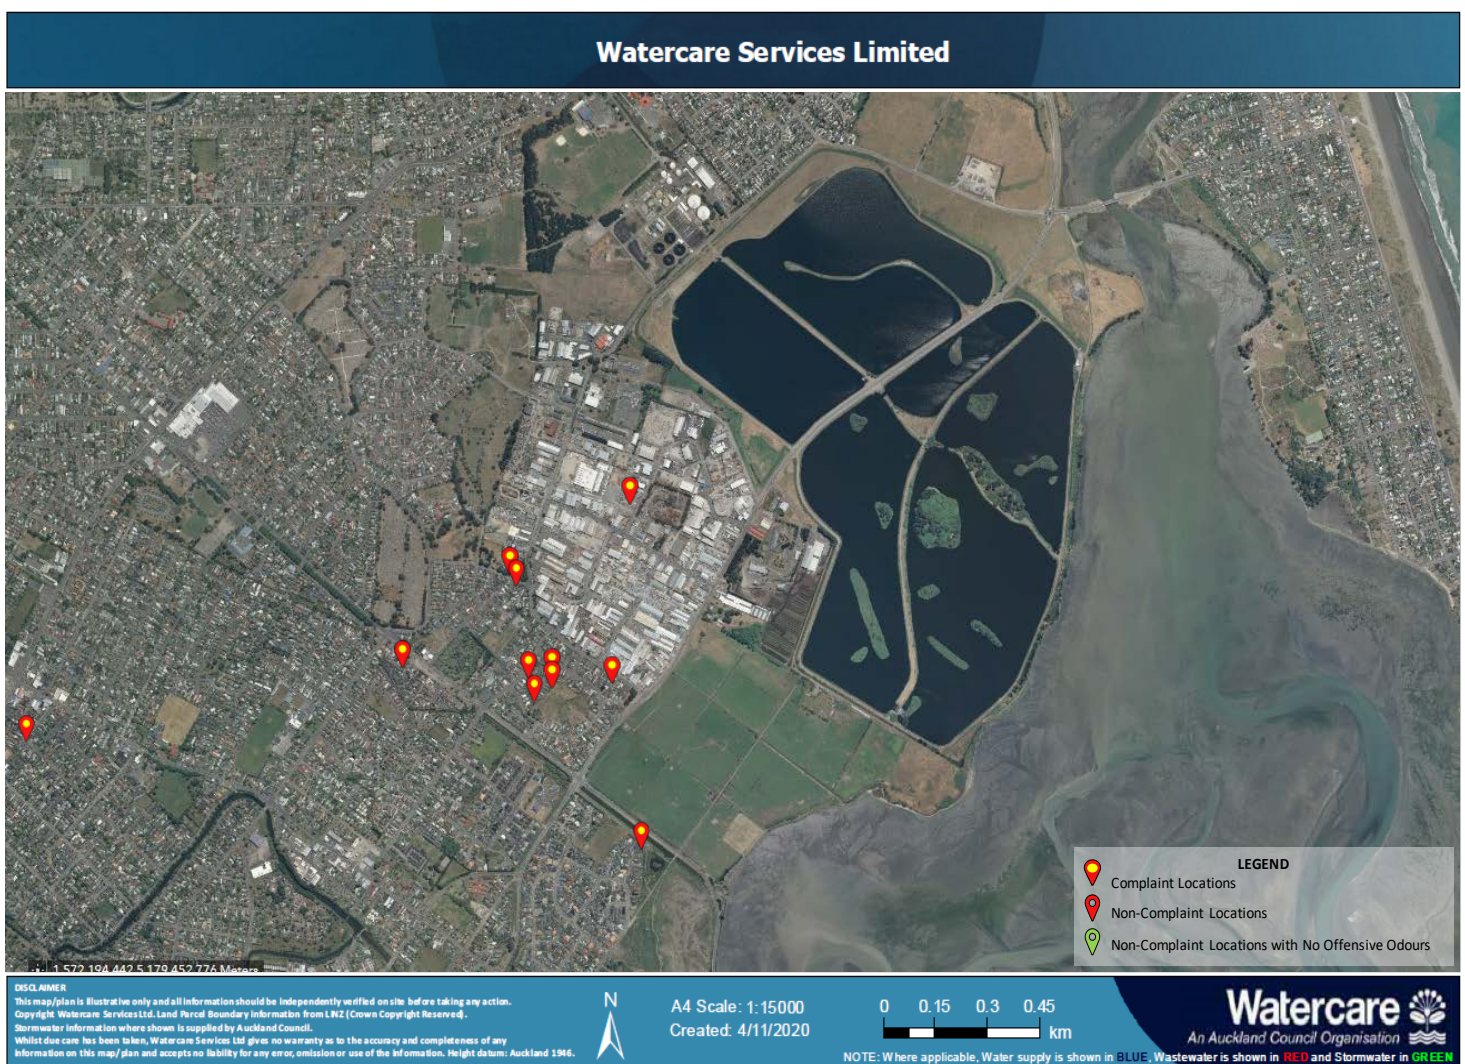 Watercare Services Limited
LEGEND
Complaint Locations
Non-Complaint Locations
Non-Complaint Locations with No Offensive Odours
1,572,194.442 5,179,452.776 Meters
DISCLAIMER
This map/plan is illustrative only and all information should be independently verified on site before taking any action.
Copyright Watercare Services Ltd. Land Parcel Boundary Information from LINZ (Crown Copyright Reserved).
Stormwater information where shown is supplied by Auckland Council.
Whilst due care has been taken, Watercare Services Ltd gives no warranty as to the accuracy and completeness of any
information on this map/plan and accepts no liability for any error, omission or use of the information. Height datum: Auckland 1946.
N
A4 Scale: 1:15000
Created: 4/11/2020
0 0.15 0.3 0.45
km
Watercare
An Auckland Council Organisation
NOTE: Where applicable, Water supply is shown in BLUE, Wastewater is shown in RED and Stormwater in GREEN